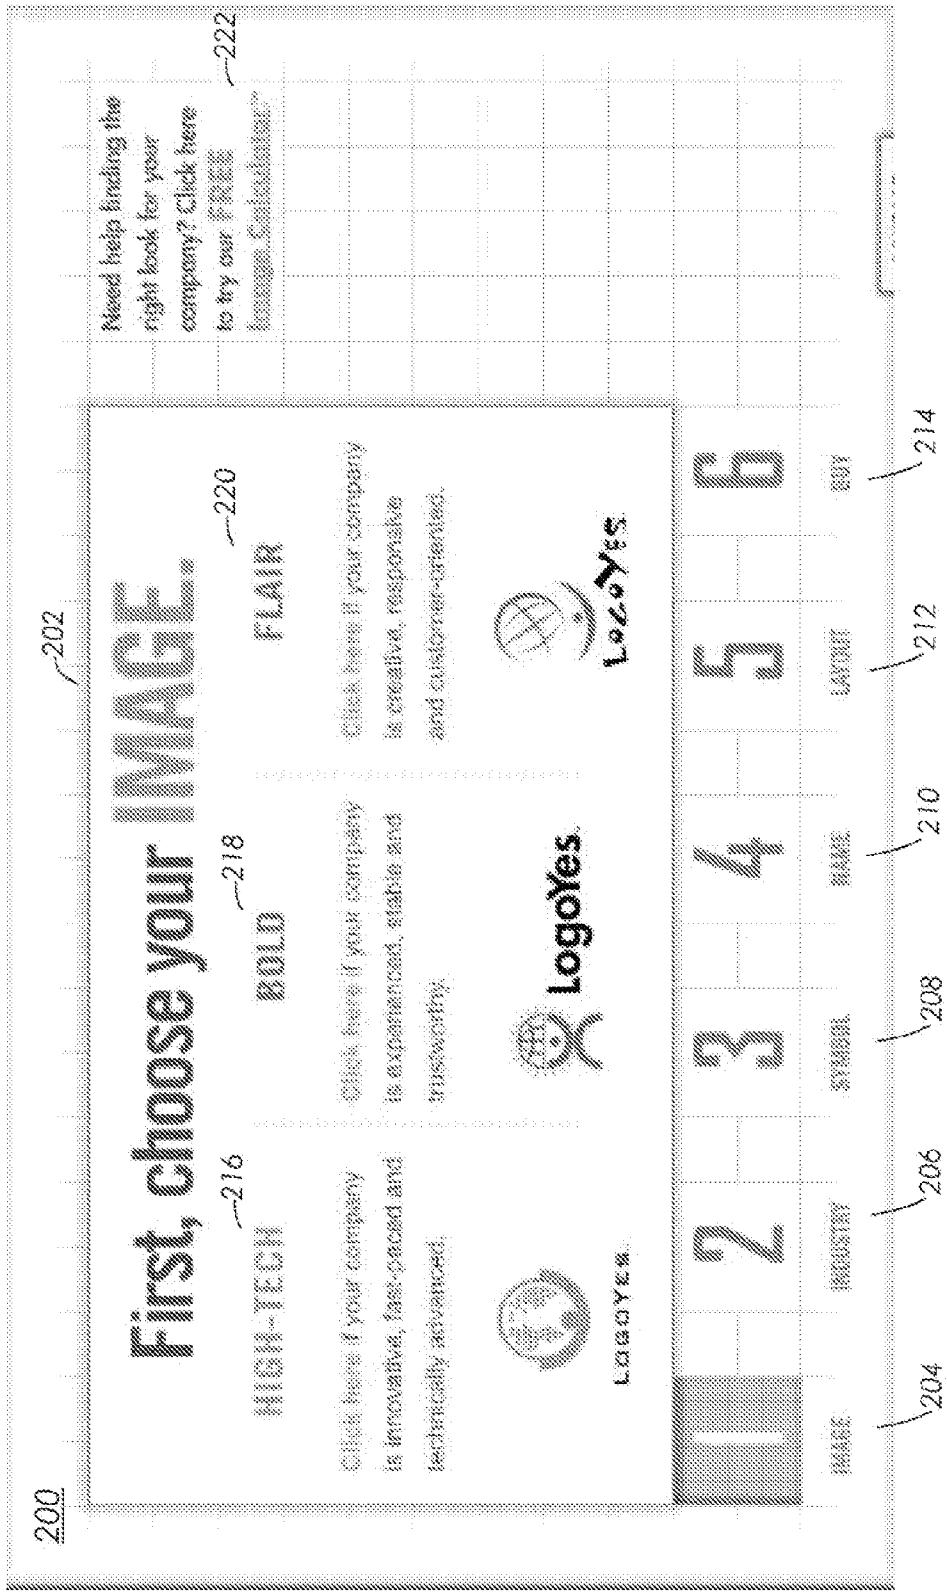 200
202
First, choose your IMAGE.
216
HIGH-TECH
Click here if your company
is innovative, fast-paced and
technically advanced.
LOGOYES.
218
BOLD
Click here if your company
is experienced, stable and
trustworthy.
LogoYes.
220
FLAIR
Click here if your company
is creative, responsive
and customer-oriented.
LOGOYES.
222
Need help finding the
right look for your
company? Click here
to try our FREE
Image Calculator.™
1 2 3 4 5 6
IMAGE INDUSTRY SYMBOL NAME LAYOUT BUY
204 206 208 210 212 214